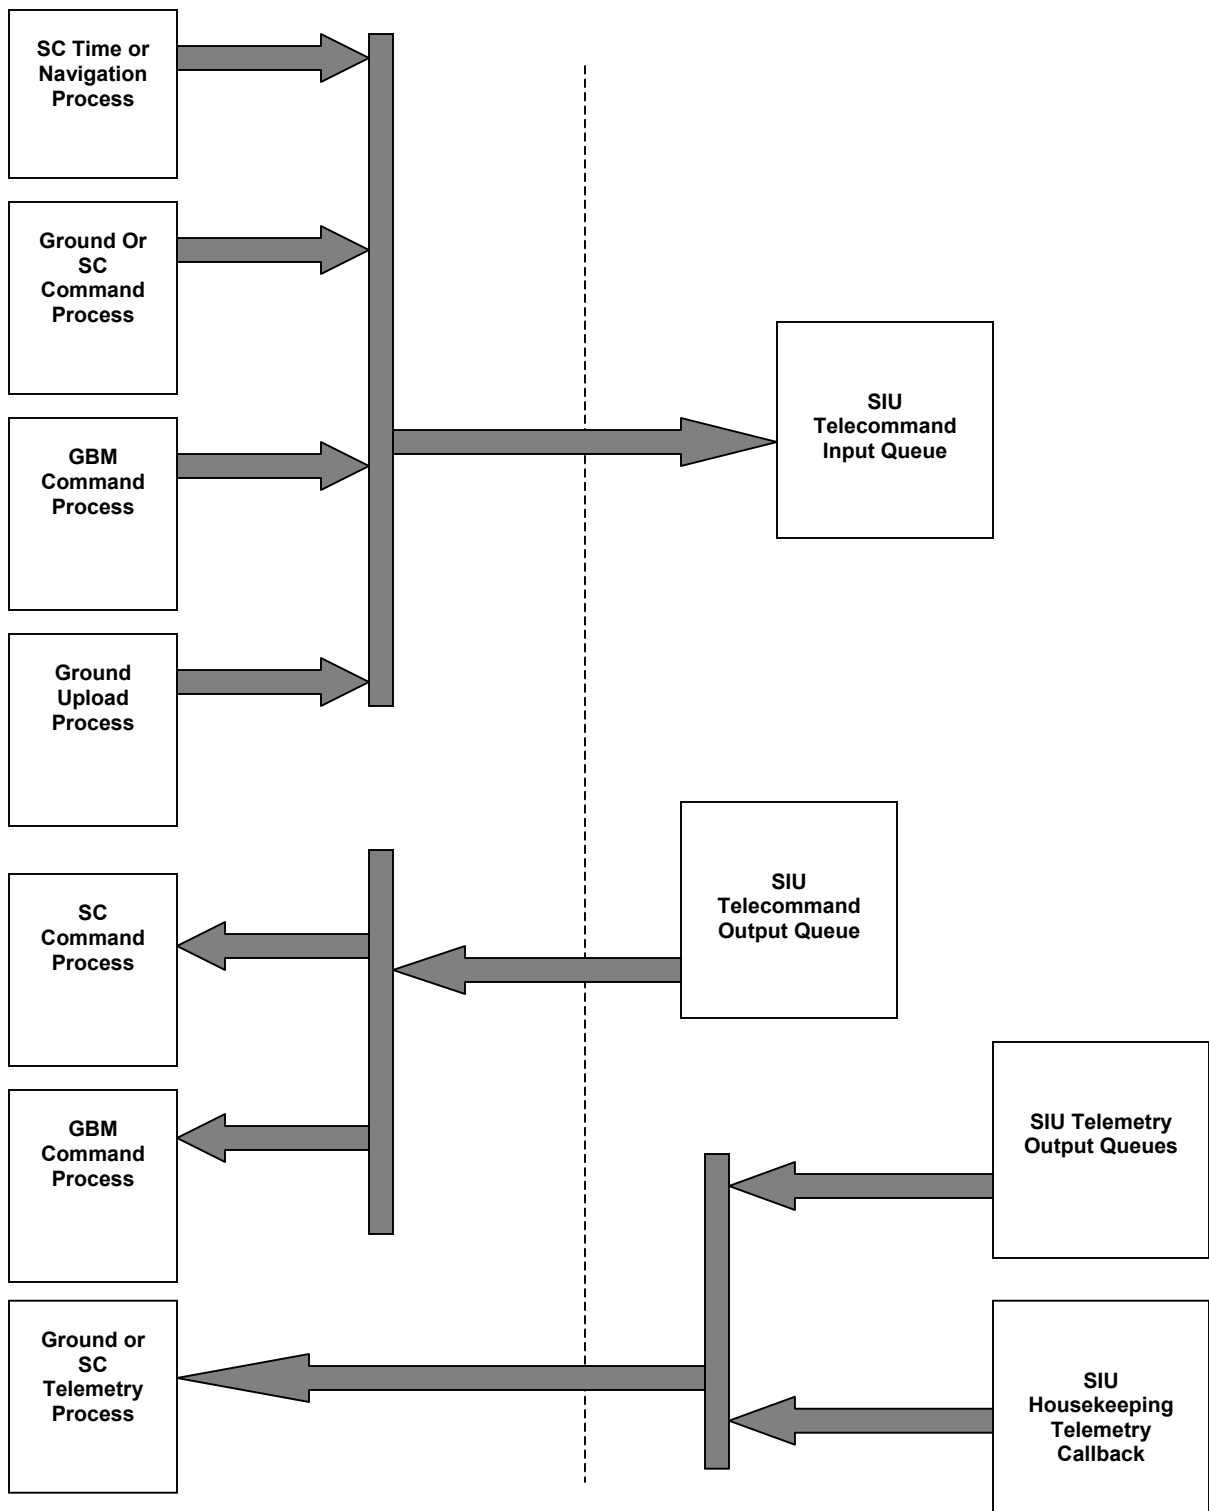 SC Time or
Navigation
Process
Ground Or
SC
Command
Process
SIU
Telecommand
Input Queue
GBM
Command
Process
Ground
Upload
Process
SIU
Telecommand
Output Queue
SC
Command
Process
SIU Telemetry
Output Queues
GBM
Command
Process
Ground or
SC
Telemetry
Process
SIU
Housekeeping
Telemetry
Callback